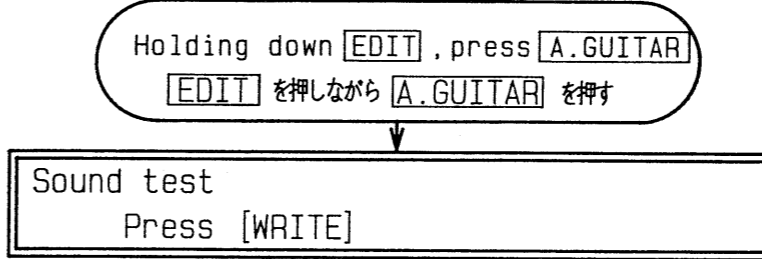 Holding down EDIT , press A.GUITAR
EDIT を押しながら A.GUITAR を押す
Sound test
Press [WRITE]